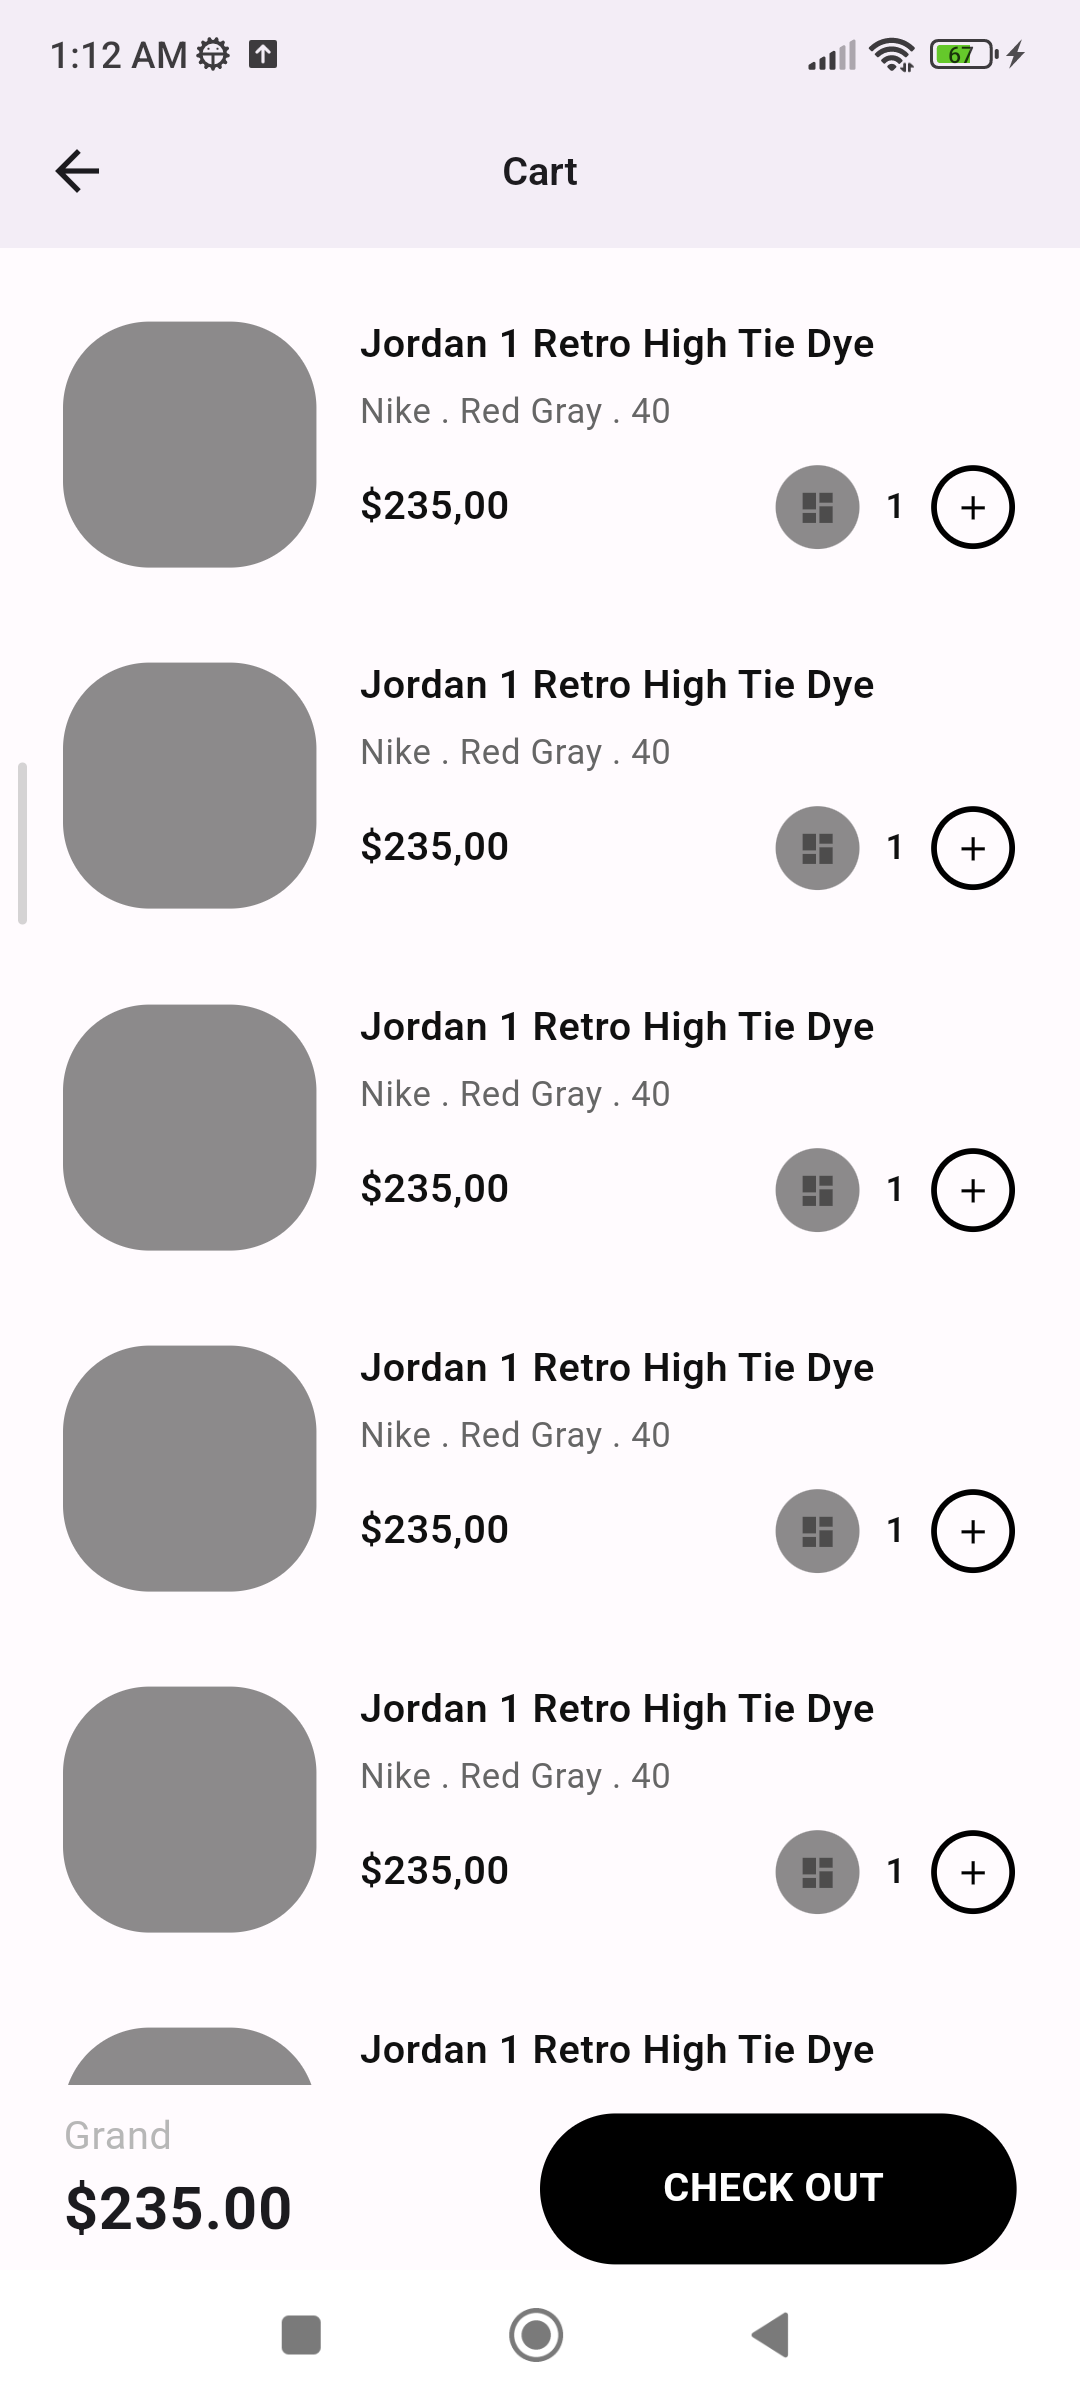 1:12 AM
67
Cart
Jordan 1 Retro High Tie Dye
Nike . Red Gray . 40
$235,00
1
Jordan 1 Retro High Tie Dye
Nike . Red Gray . 40
$235,00
1
Jordan 1 Retro High Tie Dye
Nike . Red Gray . 40
$235,00
1
Jordan 1 Retro High Tie Dye
Nike . Red Gray . 40
$235,00
1
Jordan 1 Retro High Tie Dye
Nike . Red Gray . 40
$235,00
1
Jordan 1 Retro High Tie Dye
Grand
$235.00
CHECK OUT